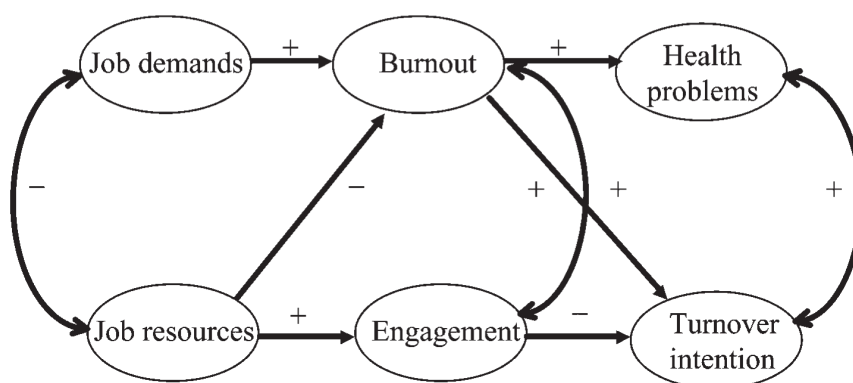 Job demands
+
Burnout
+
Health
problems
−
−
+
+
+
Job resources
+
Engagement
−
Turnover
intention